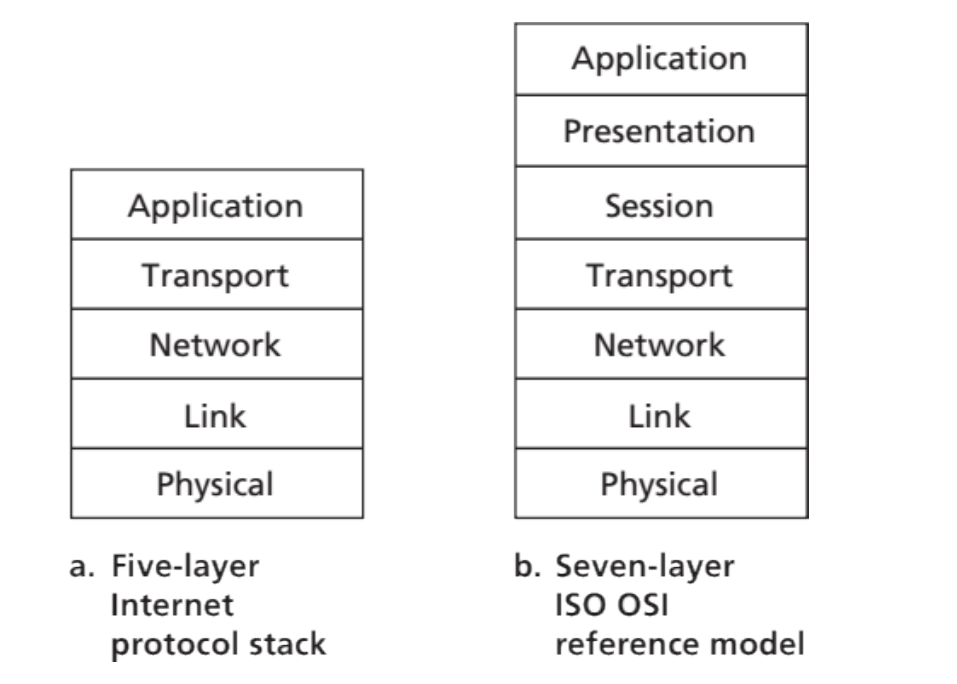 Application
Transport
Network
Link
Physical
a. Five-layer
Internet
protocol stack
Application
Presentation
Session
Transport
Network
Link
Physical
b. Seven-layer
ISO OSI
reference model